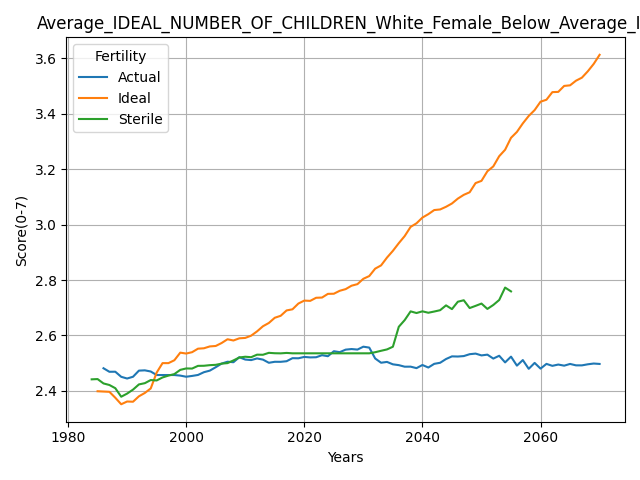 Average_IDEAL_NUMBER_OF_CHILDREN_White_Female_Below_Average_I
Fertility
Actual
Ideal
Sterile
Score(0-7)
3.6
3.4
3.2
3.0
2.8
2.6
2.4
1980 2000 2020 2040 2060
Years